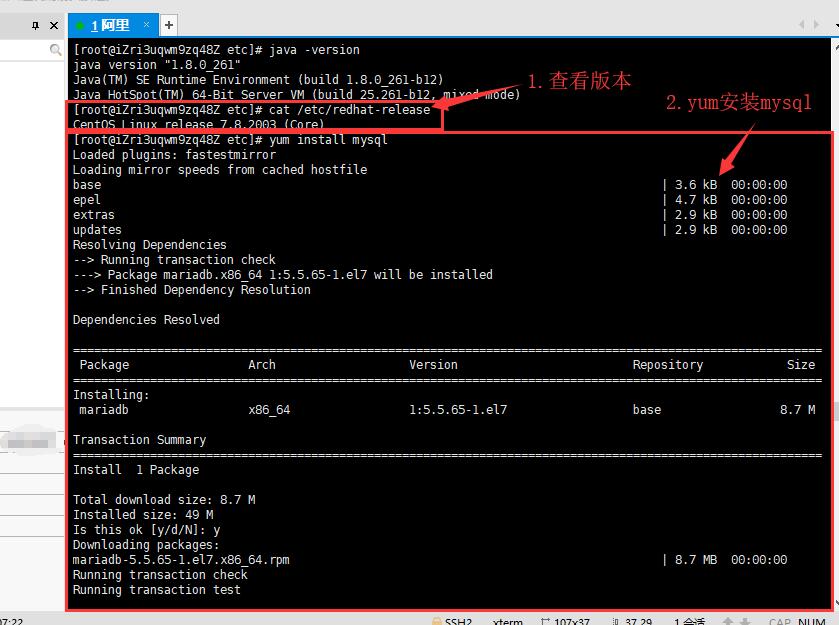 1 阿里 × +
[root@iZri3uqwm9zq48Z etc]# java -version
java version "1.8.0_261"
Java(TM) SE Runtime Environment (build 1.8.0_261-b12)
Java HotSpot(TM) 64-Bit Server VM (build 25.261-b12, mixed mode)
1.查看版本
[root@iZri3uqwm9zq48Z etc]# cat /etc/redhat-release
2.yum安装mysql
CentOS Linux release 7.8.2003 (Core)
[root@iZri3uqwm9zq48Z etc]# yum install mysql
Loaded plugins: fastestmirror
Loading mirror speeds from cached hostfile
base | 3.6 kB 00:00:00
epel | 4.7 kB 00:00:00
extras | 2.9 kB 00:00:00
updates | 2.9 kB 00:00:00
Resolving Dependencies
--> Running transaction check
---> Package mariadb.x86_64 1:5.5.65-1.el7 will be installed
--> Finished Dependency Resolution
Dependencies Resolved
Package Arch Version Repository Size
Installing:
mariadb x86_64 1:5.5.65-1.el7 base 8.7 M
Transaction Summary
Install 1 Package
Total download size: 8.7 M
Installed size: 49 M
Is this ok [y/d/N]: y
Downloading packages:
mariadb-5.5.65-1.el7.x86_64.rpm | 8.7 MB 00:00:00
Running transaction check
Running transaction test
07:22 SSH2 xterm 107x37 37,29 1 会话 CAP NUM